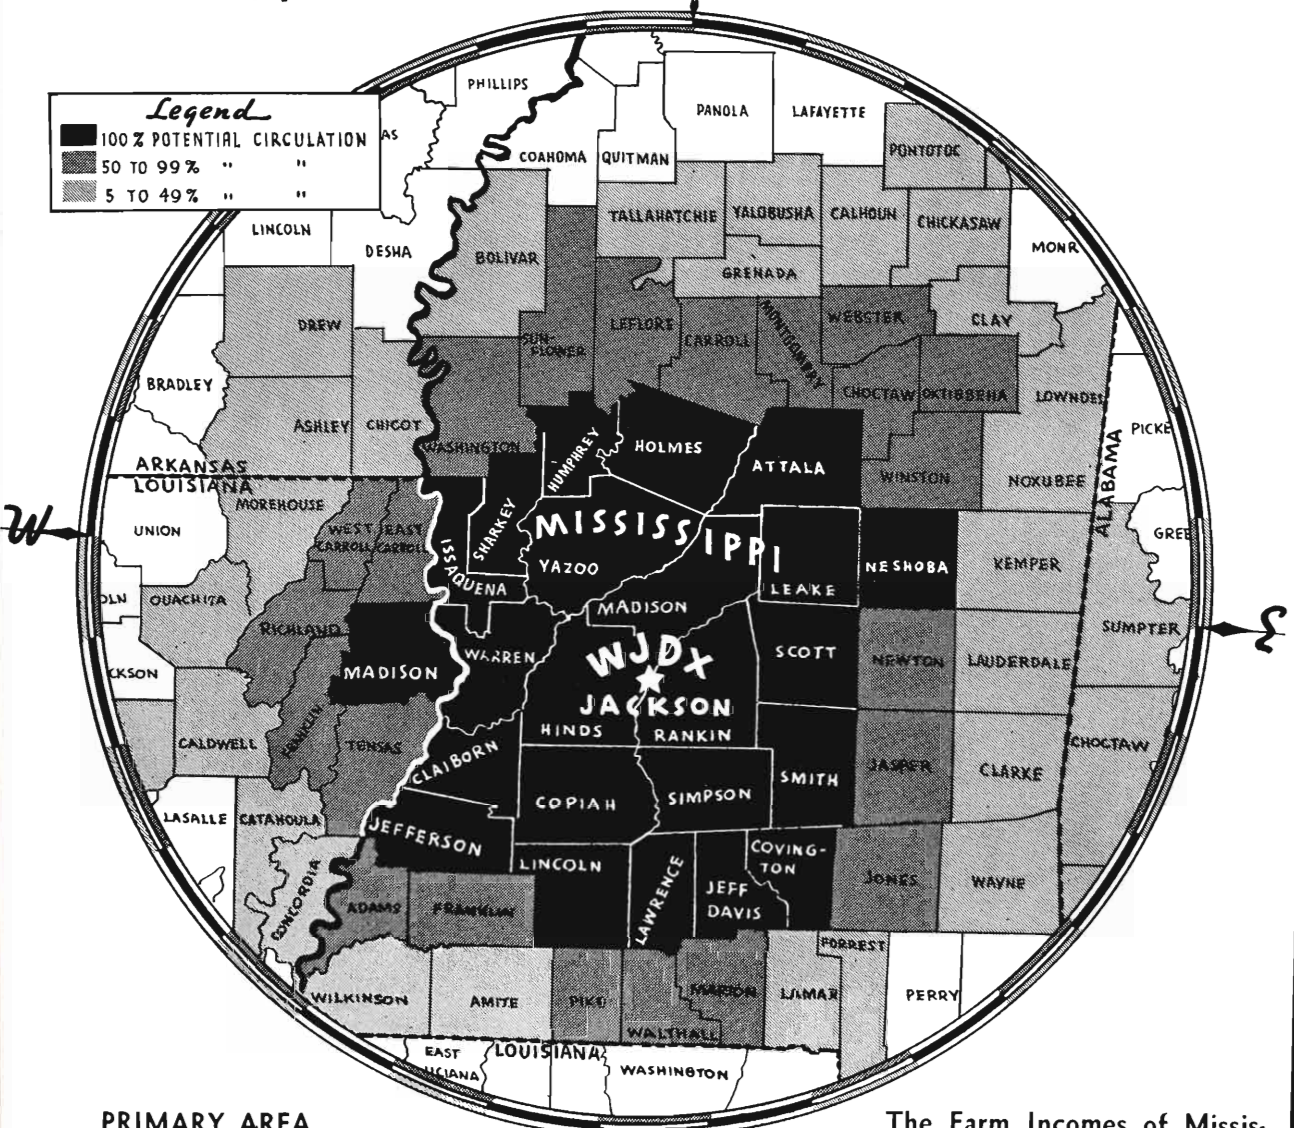 Legend
100% POTENTIAL CIRCULATION
50 TO 99% " "
5 TO 49% " "
PHILLIPS
PANOLA
LAFAYETTE
AS
COAHOMA
QUITMAN
PONTOTOC
LINCOLN
DESHA
BOLIVAR
TALLAHATCHIE
YALOBUSHA
CALHOUN
CHICKASAW
MONR
GRENADA
DREW
SUN-
FLOWER
LEFLORE
CARROLL
MONTGOMERY
WEBSTER
CLAY
BRADLEY
ASHLEY
CHICOT
WASHINGTON
CHOCTAW
OKTIBBEHA
LOWNDES
PICKE
HUMPHREY
HOLMES
ATTALA
WINSTON
NOXUBEE
ALABAMA
ARKANSAS
LOUISIANA
MOREHOUSE
UNION
WEST
CARROLL
EAST
CARROLL
SHARKEY
ISSAQUENA
MISSISSIPPI
YAZOO
LEAKE
NESHOBA
KEMPER
GREE
W
OLN
OUACHITA
RICHLAND
MADISON
SUMPTER
E
WARREN
WJDX
JACKSON
SCOTT
NEWTON
LAUDERDALE
CKSON
MADISON
HINDS
RANKIN
CALDWELL
FRANKLIN
TENSAS
CLAIBORN
SMITH
JASPER
CLARKE
CHOCTAW
COPIAH
SIMPSON
LASALLE
CATAHOULA
JEFFERSON
LINCOLN
LAWRENCE
JEFF
DAVIS
COVING-
TON
JONES
WAYNE
CONCORDIA
ADAMS
FRANKLIN
FORREST
WILKINSON
AMITE
PIKE
WALTHALL
MARION
LAMAR
PERRY
EAST
LICIANA
LOUISIANA
WASHINGTON
PRIMARY AREA
The Farm Incomes of Missis-